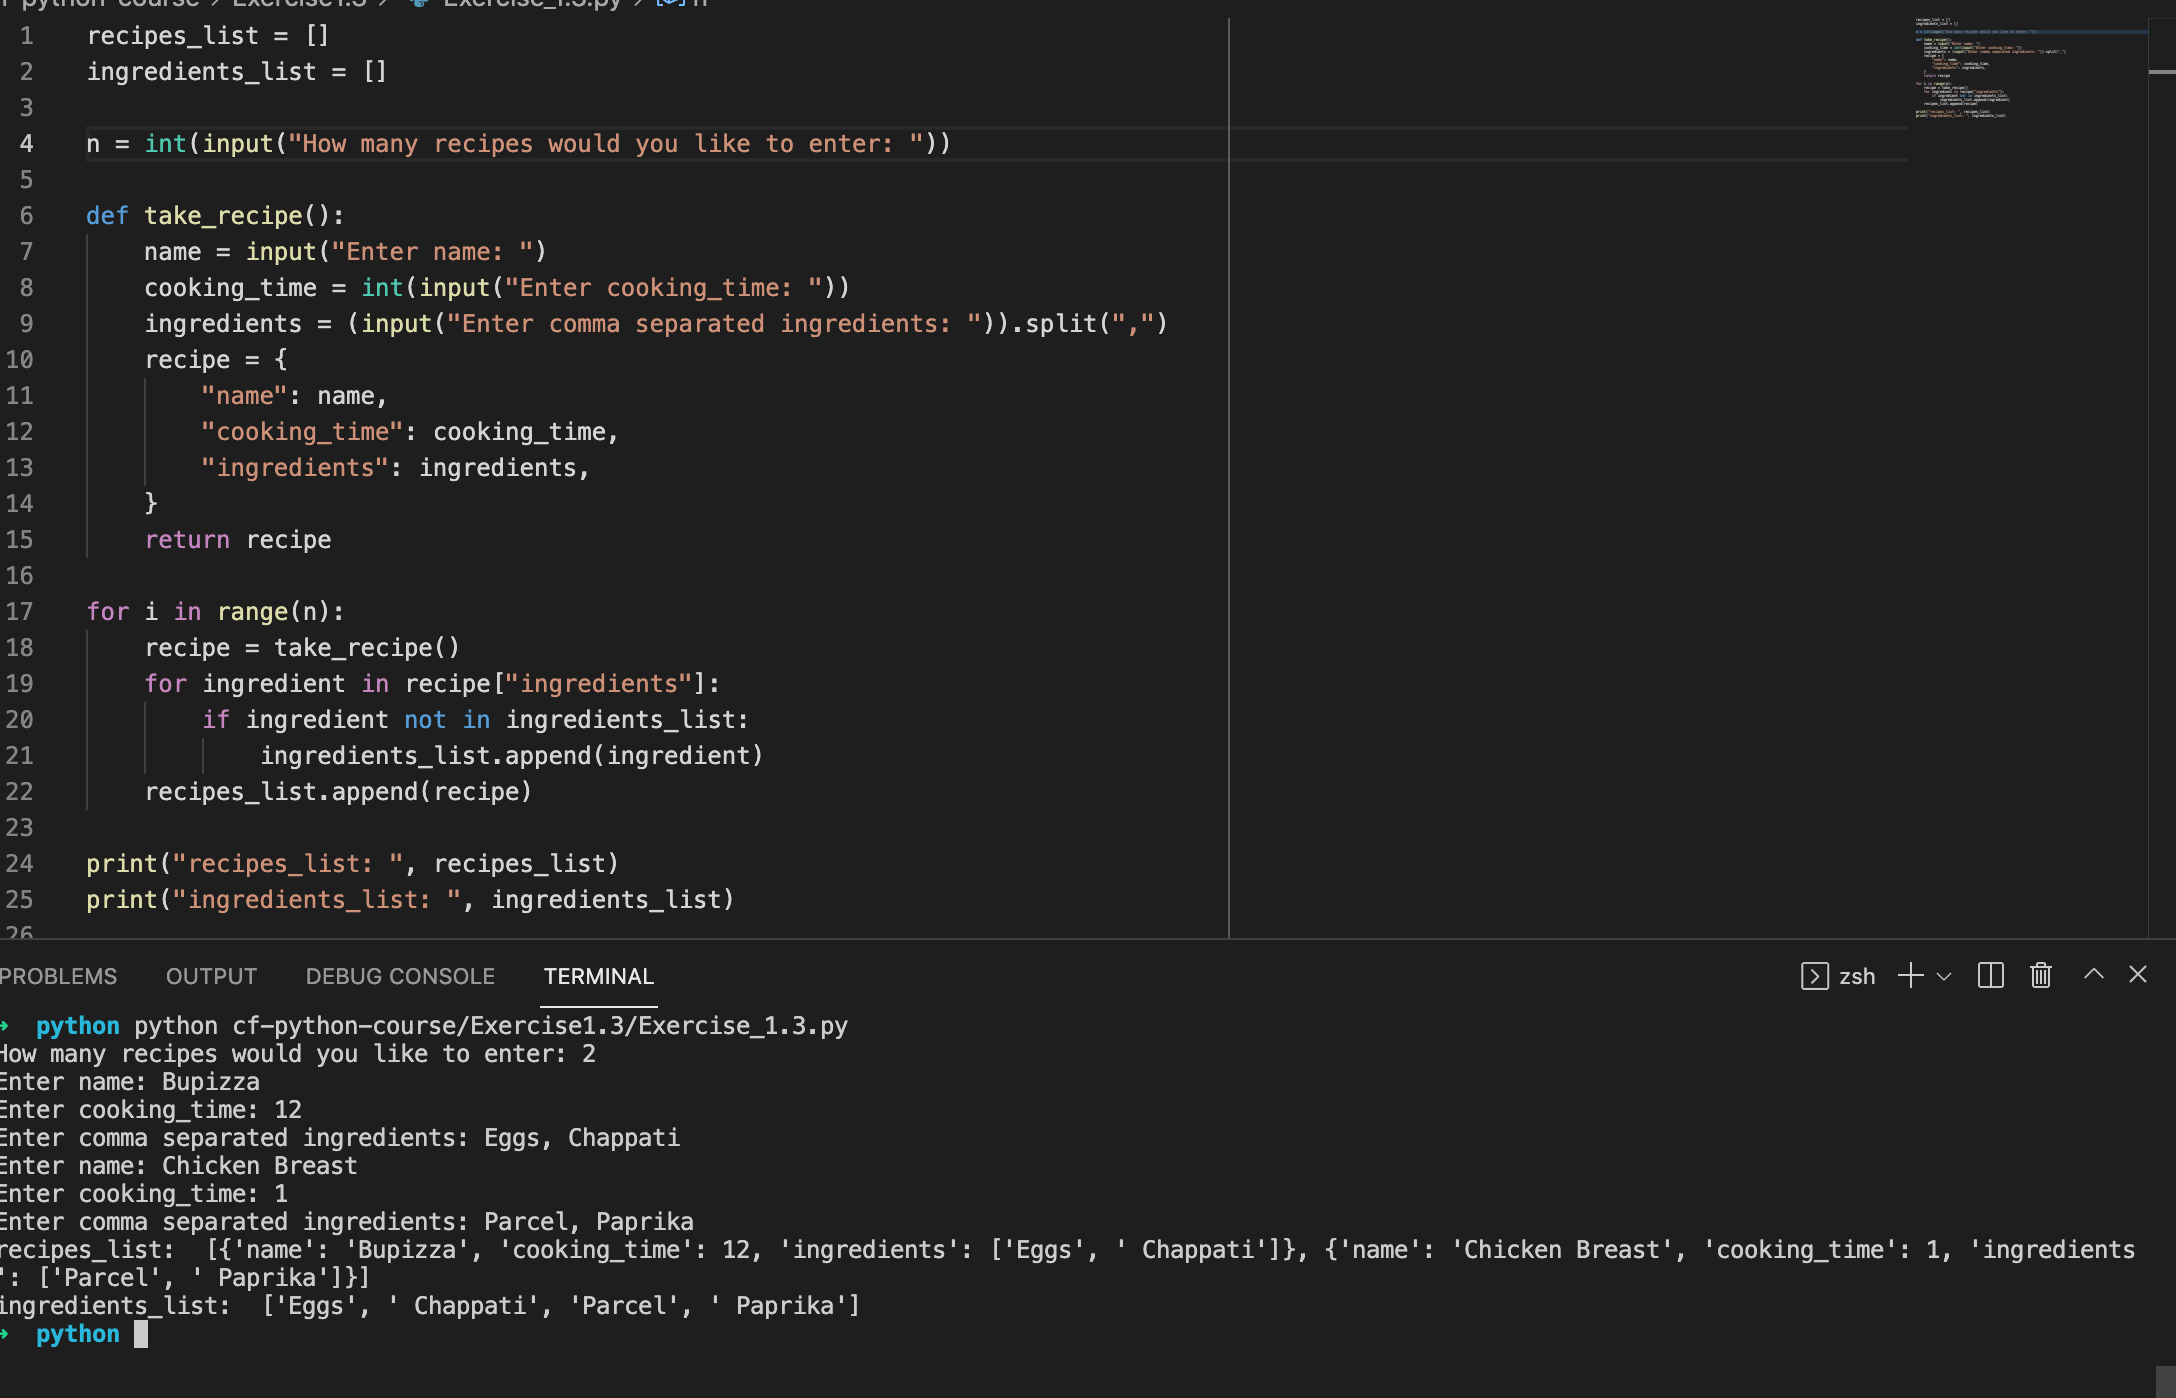 python-course > Exercise1.3 > Exercise_1.3.py > n
1 recipes_list = []
2 ingredients_list = []
3
4 n = int(input("How many recipes would you like to enter: "))
5
6 def take_recipe():
7     name = input("Enter name: ")
8     cooking_time = int(input("Enter cooking_time: "))
9     ingredients = (input("Enter comma separated ingredients: ")).split(",")
10     recipe = {
11         "name": name,
12         "cooking_time": cooking_time,
13         "ingredients": ingredients,
14     }
15     return recipe
16
17 for i in range(n):
18     recipe = take_recipe()
19     for ingredient in recipe["ingredients"]:
20         if ingredient not in ingredients_list:
21             ingredients_list.append(ingredient)
22     recipes_list.append(recipe)
23
24 print("recipes_list: ", recipes_list)
25 print("ingredients_list: ", ingredients_list)
26
PROBLEMS OUTPUT DEBUG CONSOLE TERMINAL zsh
python python cf-python-course/Exercise1.3/Exercise_1.3.py
How many recipes would you like to enter: 2
Enter name: Bupizza
Enter cooking_time: 12
Enter comma separated ingredients: Eggs, Chappati
Enter name: Chicken Breast
Enter cooking_time: 1
Enter comma separated ingredients: Parcel, Paprika
recipes_list:  [{'name': 'Bupizza', 'cooking_time': 12, 'ingredients': ['Eggs', ' Chappati']}, {'name': 'Chicken Breast', 'cooking_time': 1, 'ingredients
': ['Parcel', ' Paprika']}]
ingredients_list:  ['Eggs', ' Chappati', 'Parcel', ' Paprika']
python